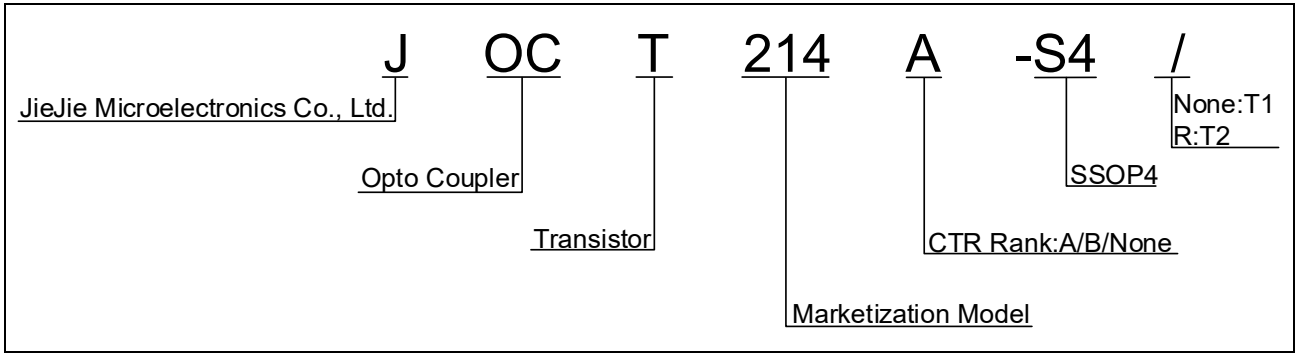 J OC T 214 A -S4 /
JieJie Microelectronics Co., Ltd.
None:T1
R:T2
Opto Coupler
SSOP4
Transistor
CTR Rank:A/B/None
Marketization Model